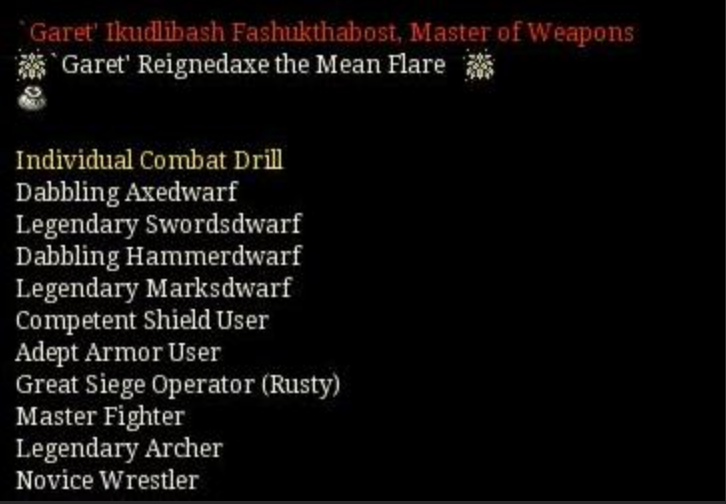 `Garet' Ikudlibash Fashukthabost, Master of Weapons
`Garet' Reignedaxe the Mean Flare
Individual Combat Drill
Dabbling Axedwarf
Legendary Swordsdwarf
Dabbling Hammerdwarf
Legendary Marksdwarf
Competent Shield User
Adept Armor User
Great Siege Operator (Rusty)
Master Fighter
Legendary Archer
Novice Wrestler